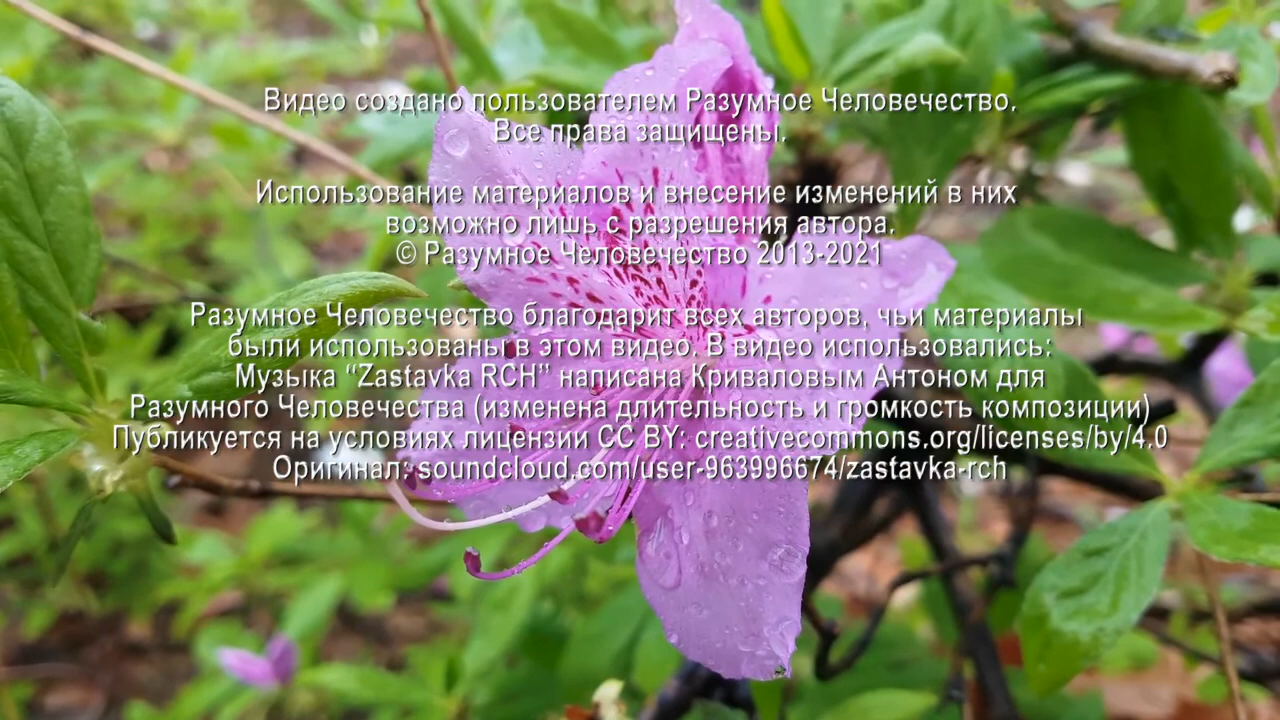 Видео создано пользователем Разумное Человечество.
Все права защищены.
Использование материалов и внесение изменений в них
возможно лишь с разрешения автора.
© Разумное Человечество 2013-2021
Разумное Человечество благодарит всех авторов, чьи материалы
были использованы в этом видео. В видео использовались:
Музыка “Zastavka RCH” написана Криваловым Антоном для
Разумного Человечества (изменена длительность и громкость композиции)
Публикуется на условиях лицензии CC BY: creativecommons.org/licenses/by/4.0
Оригинал: soundcloud.com/user-963996674/zastavka-rch